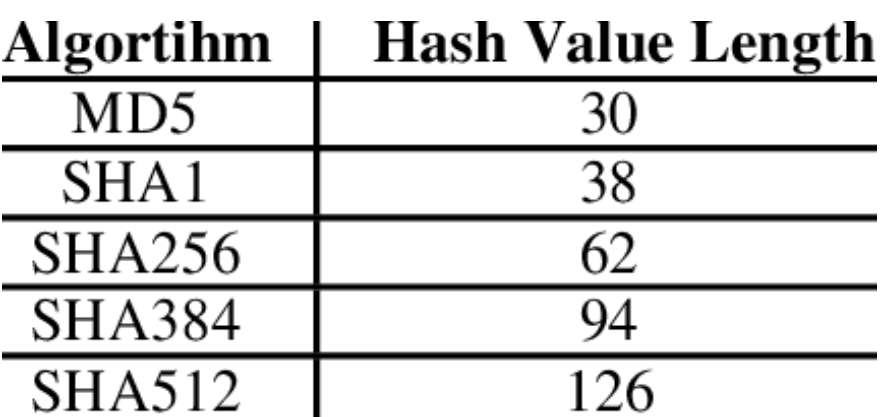 Algortihm Hash Value Length
MD5 30
SHA1 38
SHA256 62
SHA384 94
SHA512 126